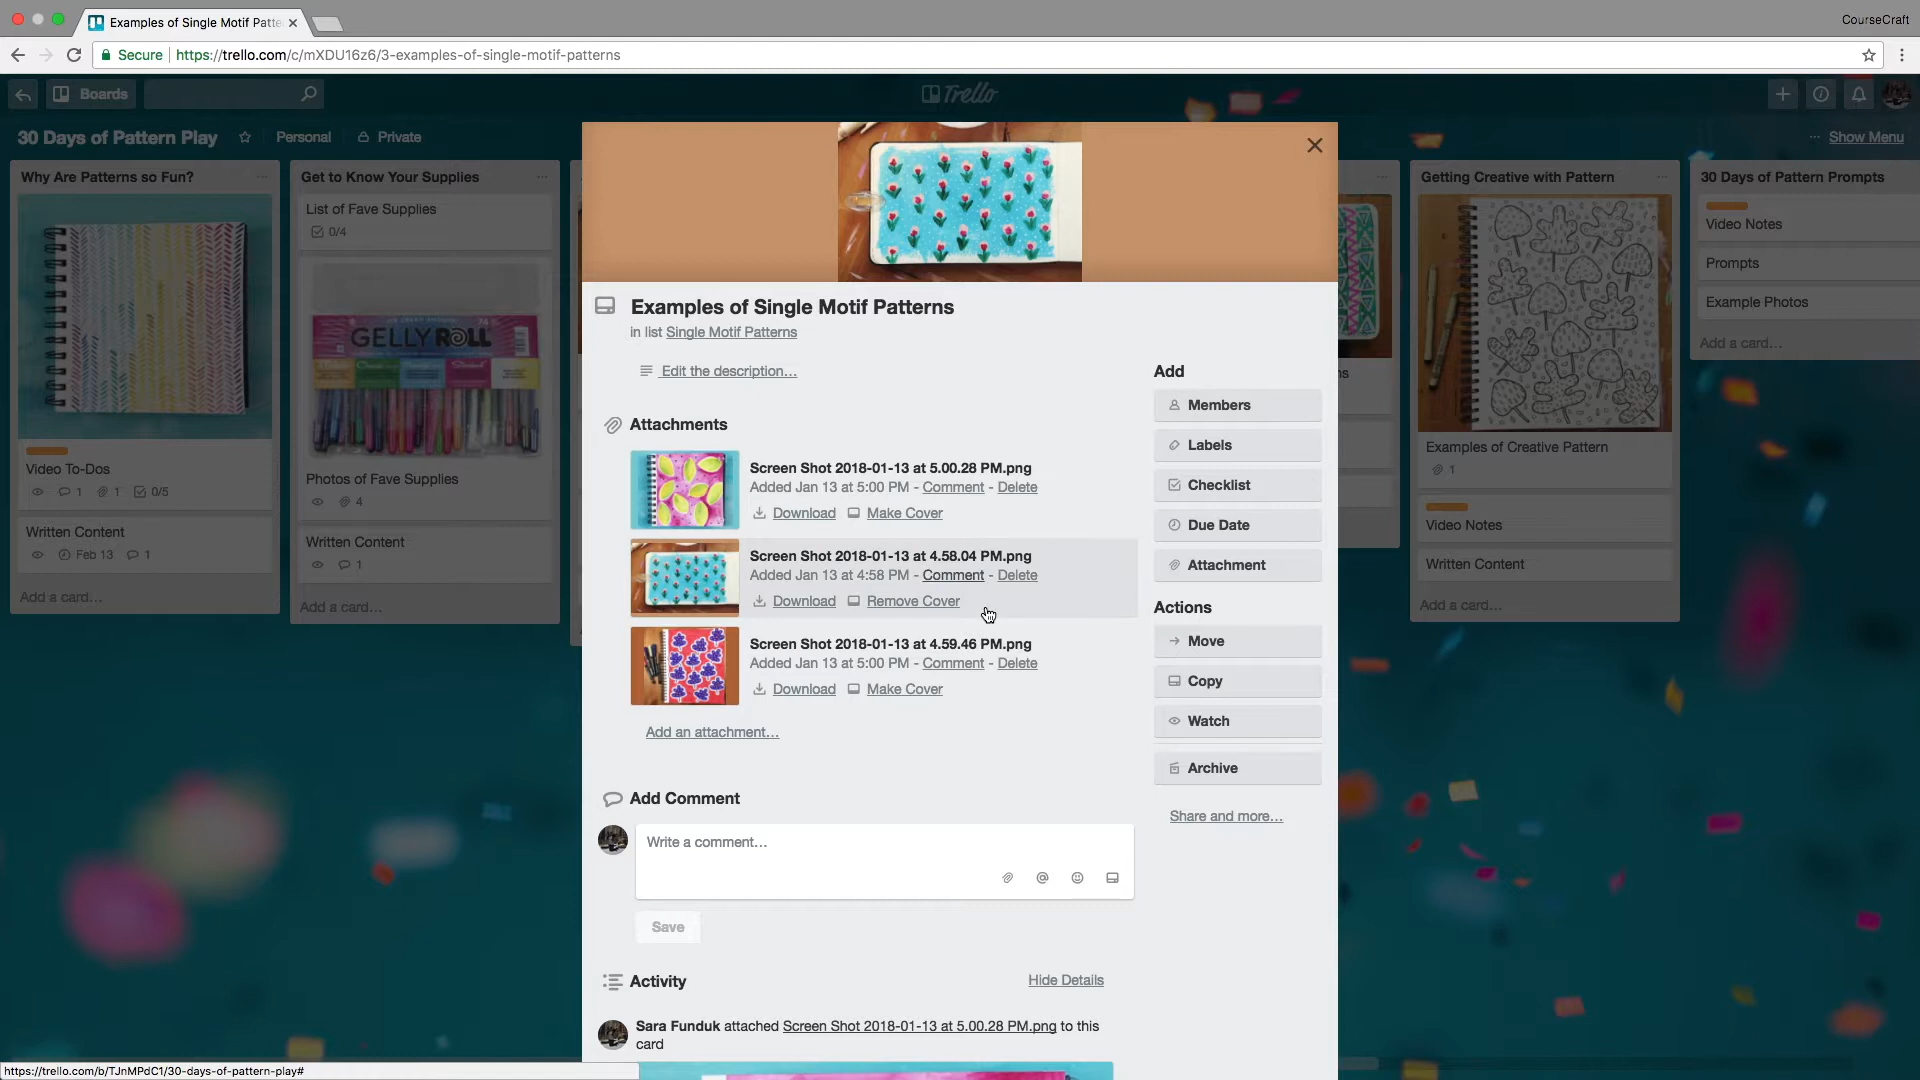 Examples of Single Motif Patte
CourseCraft
Secure
https://trello.com/c/mXDU16z6/3-examples-of-single-motif-patterns
Boards
Trello
30 Days of Pattern Play
Personal
Private
... Show Menu
Why Are Patterns so Fun?
Video To-Dos
1
1
0/5
Written Content
Feb 13
1
Add a card…
Get to Know Your Supplies
List of Fave Supplies
0/4
GELLY ROLL
Photos of Fave Supplies
4
Written Content
1
Add a card…
Examples of Single Motif Patterns
in list Single Motif Patterns
Edit the description…
Attachments
Screen Shot 2018-01-13 at 5.00.28 PM.png
Added Jan 13 at 5:00 PM - Comment - Delete
Download
Make Cover
Screen Shot 2018-01-13 at 4.58.04 PM.png
Added Jan 13 at 4:58 PM - Comment - Delete
Download
Remove Cover
Screen Shot 2018-01-13 at 4.59.46 PM.png
Added Jan 13 at 5:00 PM - Comment - Delete
Download
Make Cover
Add an attachment…
Add Comment
Write a comment…
Save
Activity
Hide Details
Sara Funduk attached Screen Shot 2018-01-13 at 5.00.28 PM.png to this
card
Add
Members
Labels
Checklist
Due Date
Attachment
Actions
Move
Copy
Watch
Archive
Share and more…
Getting Creative with Pattern
Examples of Creative Pattern
1
Video Notes
Written Content
Add a card…
30 Days of Pattern Prompts
Video Notes
Prompts
Example Photos
Add a card…
https://trello.com/b/TJnMPdC1/30-days-of-pattern-play#